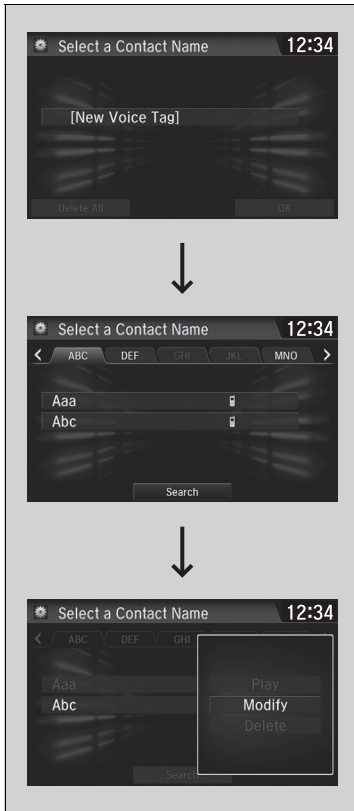 Select a Contact Name 12:34
[New Voice Tag]
Delete All OK
Select a Contact Name 12:34
ABC DEF GHI JKL MNO
Aaa
Abc
Search
Select a Contact Name 12:34
ABC DEF GHI
Aaa Play
Abc Modify
Delete
Search